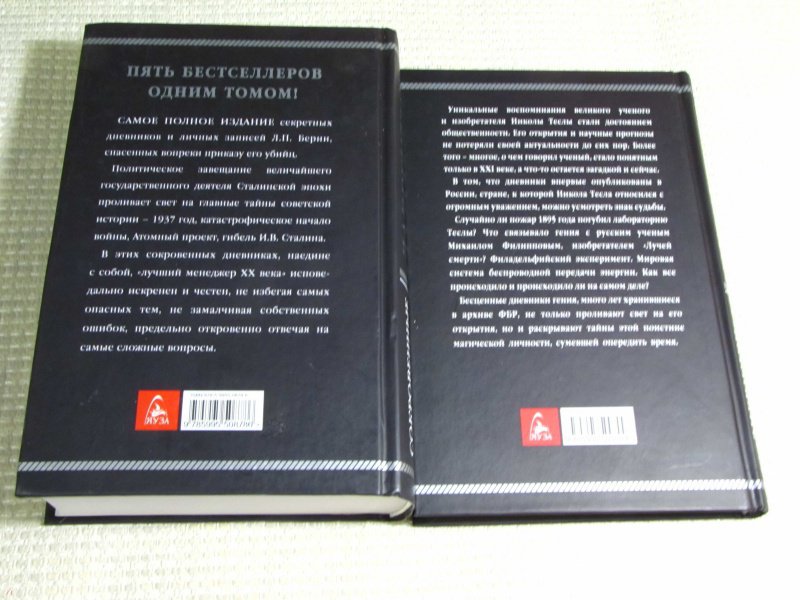 ПЯТЬ БЕСТСЕЛЛЕРОВ
ОДНИМ ТОМОМ!
САМОЕ ПОЛНОЕ ИЗДАНИЕ секретных
дневников и личных записей Л.П. Берии,
спасенных вопреки приказу его убийц.
Политическое завещание величайшего
государственного деятеля Сталинской эпохи
проливает свет на главные тайны советской
истории – 1937 год, катастрофическое начало
войны, Атомный проект, гибель И.В. Сталина.
В этих сокровенных дневниках, наедине
с собой, «лучший менеджер XX века» испове-
дально искренен и честен, не избегая самых
опасных тем, не замалчивая собственных
ошибок, предельно откровенно отвечая на
самые сложные вопросы.
ЯУЗА
Уникальные воспоминания великого ученого
и изобретателя Николы Теслы стали достоянием
общественности. Его открытия и научные прогнозы
не потеряли своей актуальности до сих пор. Более
того – многое, о чем говорил ученый, стало понятным
только в XXI веке, а что-то остается загадкой и сейчас.
В том, что дневники впервые опубликованы в
России, стране, к которой Никола Тесла относился с
огромным уважением, можно усмотреть знак судьбы.
Случайно ли пожар 1895 года погубил лабораторию
Теслы? Что связывало гения с русским ученым
Михаилом Филипповым, изобретателем «Лучей
смерти»? Филадельфийский эксперимент. Мировая
система беспроводной передачи энергии. Как все
происходило и происходило ли на самом деле?
Бесценные дневники гения, много лет хранившиеся
в архиве ФБР, не только проливают свет на его
открытия, но и раскрывают тайны этой поистине
магической личности, сумевшей опередить время.
ЯУЗА